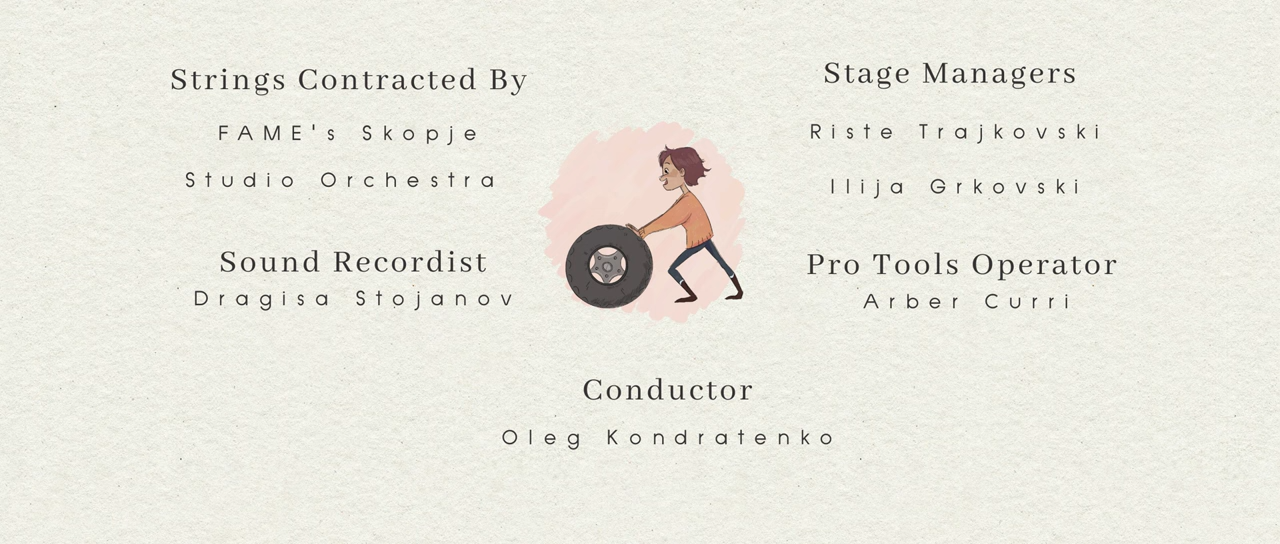 Strings Contracted By
FAME's Skopje
Studio Orchestra
Sound Recordist
Dragisa Stojanov
Stage Managers
Riste Trajkovski
Ilija Grkovski
Pro Tools Operator
Arber Curri
Conductor
Oleg Kondratenko